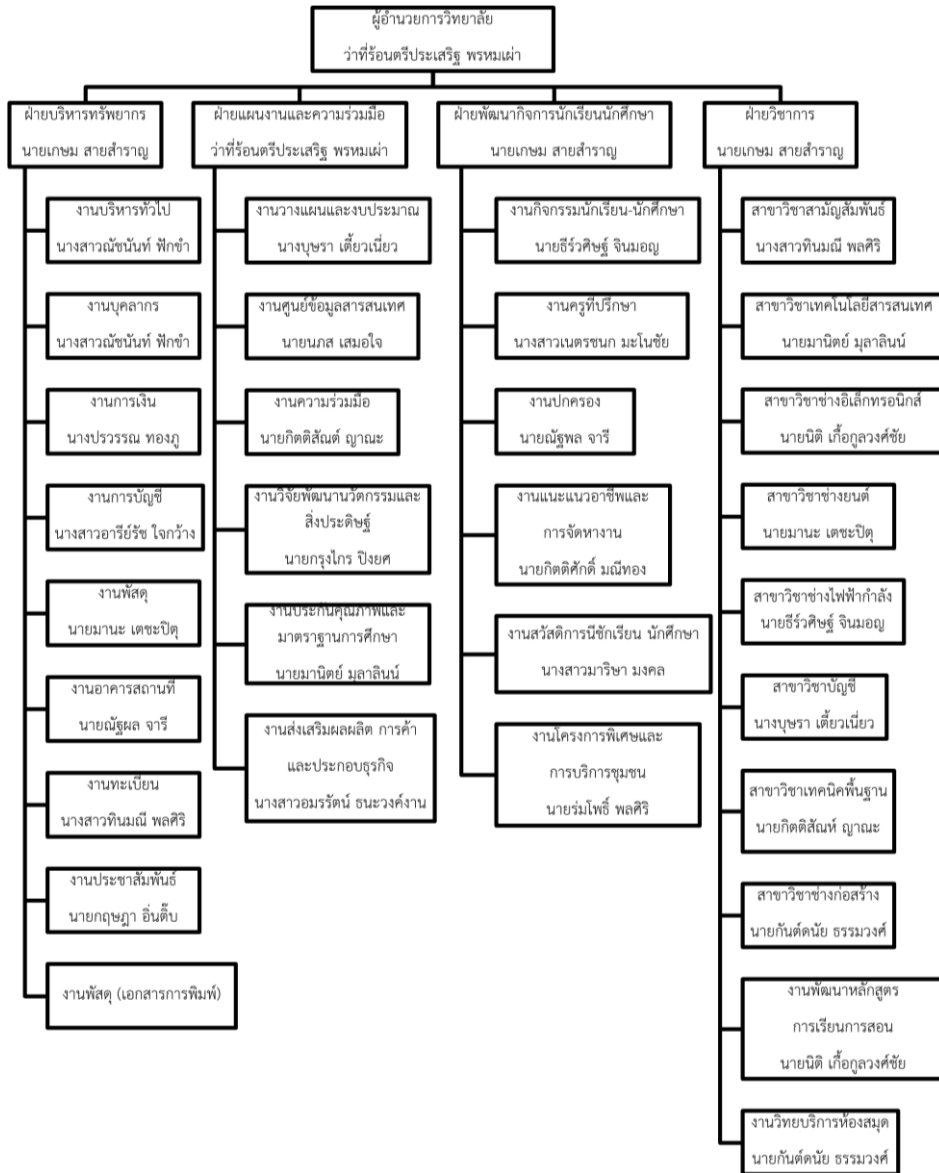 ผู้อำนวยการวิทยาลัย
ว่าที่ร้อนตรีประเสริฐ พรหมเผ่า
ฝ่ายบริหารทรัพยากร
นายเกษม สายสำราญ
งานบริหารทั่วไป
นางสาวณัชนันท์ ฟักขำ
งานบุคลากร
นางสาวณัชนันท์ ฟักขำ
งานการเงิน
นางปรวรรณ ทองภู
งานการบัญชี
นางสาวอารีย์รัช ใจกว้าง
งานพัสดุ
นายมานะ เตชะปิตุ
งานอาคารสถานที่
นายณัฐผล จารี
งานทะเบียน
นางสาวทินมณี พลศิริ
งานประชาสัมพันธ์
นายกฤษฎา อิ่นติ๊บ
งานพัสดุ (เอกสารการพิมพ์)
ฝ่ายแผนงานและความร่วมมือ
ว่าที่ร้อนตรีประเสริฐ พรหมเผ่า
งานวางแผนและงบประมาณ
นางบุษรา เตี้ยวเนี่ยว
งานศูนย์ข้อมูลสารสนเทศ
นายนภส เสมอใจ
งานความร่วมมือ
นายกิตติสัณต์ ญาณะ
งานวิจัยพัฒนานวัตกรรมและ
สิ่งประดิษฐ์
นายกรุงไกร ปิงยศ
งานประกันคุณภาพและ
มาตราฐานการศึกษา
นายมานิตย์ มุลาลินน์
งานส่งเสริมผลผลิต การค้า
และประกอบธุรกิจ
นางสาวอมรรัตน์ ธนะวงค์งาน
ฝ่ายพัฒนากิจการนักเรียนนักศึกษา
นายเกษม สายสำราญ
งานกิจกรรมนักเรียน-นักศึกษา
นายธีร์วศิษฐ์ จินมอญ
งานครูที่ปรึกษา
นางสาวเนตรชนก มะโนชัย
งานปกครอง
นายณัฐพล จารี
งานแนะแนวอาชีพและ
การจัดหางาน
นายกิตติศักดิ์ มณีทอง
งานสวัสดิการนีชักเรียน นักศึกษา
นางสาวมาริษา มงคล
งานโครงการพิเศษและ
การบริการชุมชน
นายร่มโพธิ์ พลศิริ
ฝ่ายวิชาการ
นายเกษม สายสำราญ
สาขาวิชาสามัญสัมพันธ์
นางสาวทินมณี พลศิริ
สาขาวิชาเทคโนโลยีสารสนเทศ
นายมานิตย์ มุลาลินน์
สาขาวิชาช่างอิเล็กทรอนิกส์
นายนิติ เกื้อกูลวงศ์ชัย
สาขาวิชาช่างยนต์
นายมานะ เตชะปิตุ
สาขาวิชาช่างไฟฟ้ากำลัง
นายธีร์วศิษฐ์ จินมอญ
สาขาวิชาบัญชี
นางบุษรา เตี้ยวเนี่ยว
สาขาวิชาเทคนิคพื้นฐาน
นายกิตติสัณห์ ญาณะ
สาขาวิชาช่างก่อสร้าง
นายกันต์ดนัย ธรรมวงศ์
งานพัฒนาหลักสูตร
การเรียนการสอน
นายนิติ เกื้อกูลวงศ์ชัย
งานวิทยบริการห้องสมุด
นายกันต์ดนัย ธรรมวงศ์